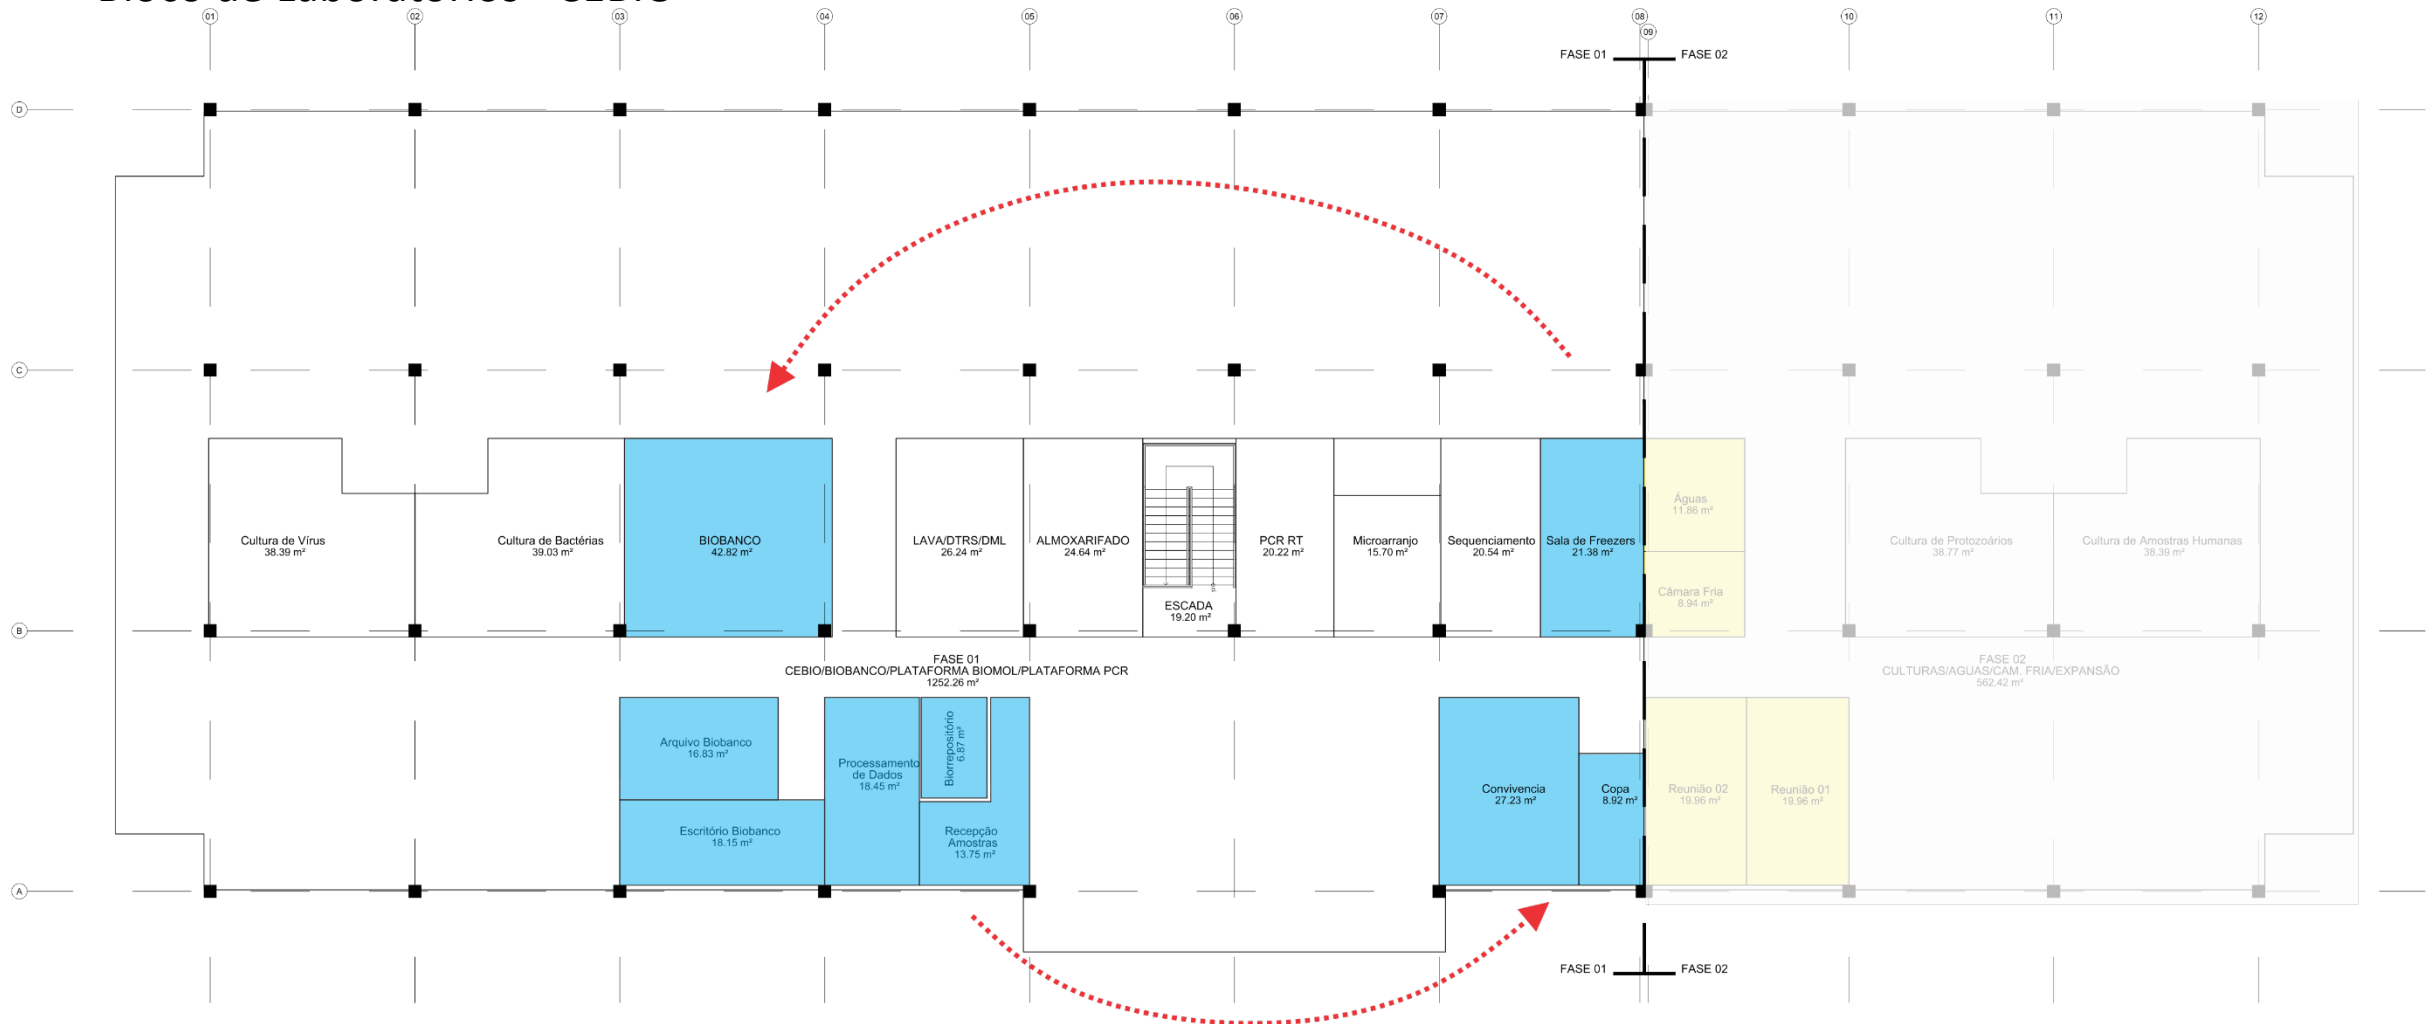 01
02
03
04
05
06
07
08
09
10
11
12
FASE 01
FASE 02
D
C
B
A
Cultura de Vírus
38.39 m²
Cultura de Bactérias
39.03 m²
BIOBANCO
42.82 m²
LAVA/DTRS/DML
26.24 m²
ALMOXARIFADO
24.64 m²
ESCADA
19.20 m²
PCR RT
20.22 m²
Microarranjo
15.70 m²
Sequenciamento
20.54 m²
Sala de Freezers
21.38 m²
Águas
11.86 m²
Câmara Fria
8.94 m²
Cultura de Protozoários
38.77 m²
Cultura de Amostras Humanas
38.39 m²
FASE 01
CEBIO/BIOBANCO/PLATAFORMA BIOMOL/PLATAFORMA PCR
1252.26 m²
FASE 02
CULTURAS/AGUAS/CAM. FRIA/EXPANSÃO
562.42 m²
Arquivo Biobanco
16.83 m²
Escritório Biobanco
18.15 m²
Processamento
de Dados
18.45 m²
Biorrepositório
6.87 m²
Recepção
Amostras
13.75 m²
Convivencia
27.23 m²
Copa
8.92 m²
Reunião 02
19.96 m²
Reunião 01
19.96 m²
FASE 01
FASE 02